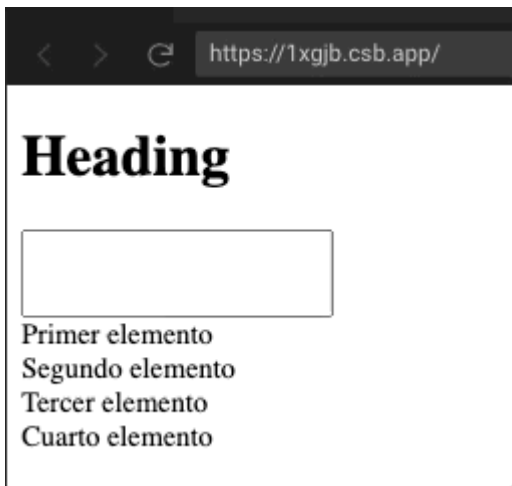 https://1xgjb.csb.app/
Heading
Primer elemento
Segundo elemento
Tercer elemento
Cuarto elemento